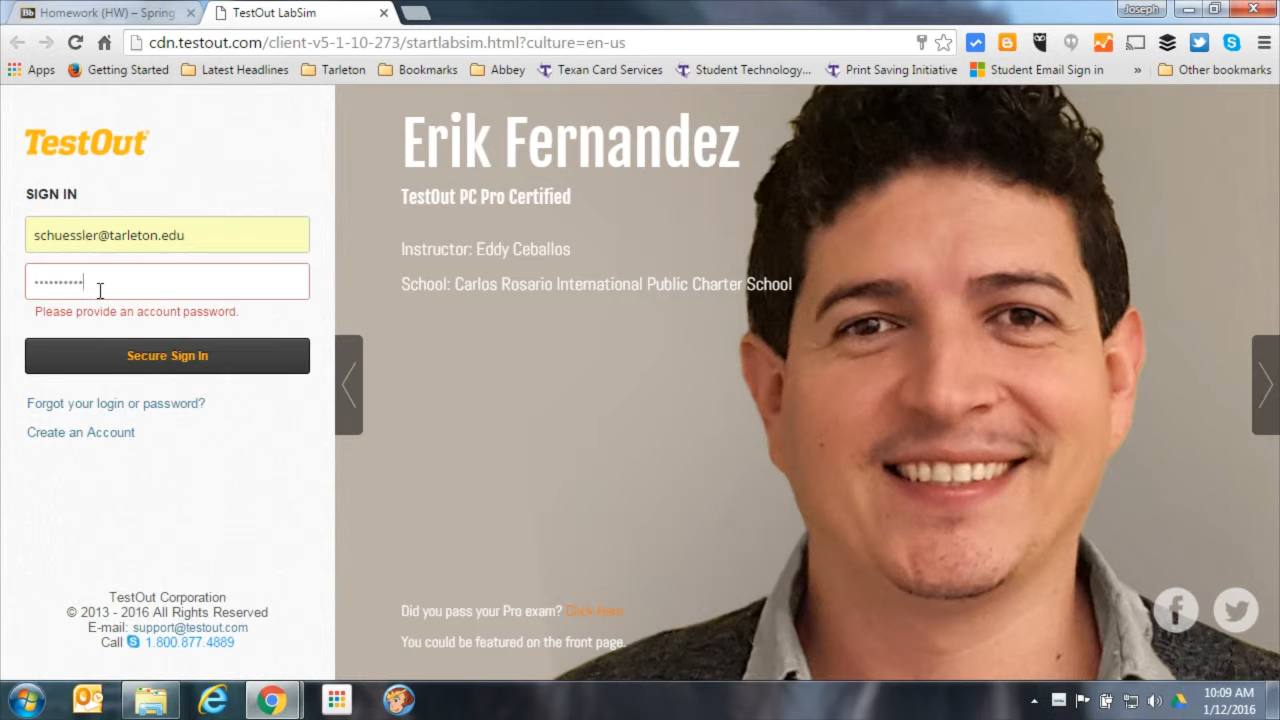 Homework (HW) – Spring
TestOut LabSim
Joseph
cdn.testout.com/client-v5-1-10-273/startlabsim.html?culture=en-us
Apps Getting Started Latest Headlines Tarleton Bookmarks Abbey Texan Card Services Student Technology... Print Saving Initiative Student Email Sign in » Other bookmarks
TestOut
SIGN IN
schuessler@tarleton.edu
Please provide an account password.
Secure Sign In
Forgot your login or password?
Create an Account
TestOut Corporation
© 2013 - 2016 All Rights Reserved
E-mail: support@testout.com
Call 1.800.877.4889
Erik Fernandez
TestOut PC Pro Certified
Instructor: Eddy Ceballos
School: Carlos Rosario International Public Charter School
Did you pass your Pro exam? Click Here
You could be featured on the front page.
10:09 AM
1/12/2016